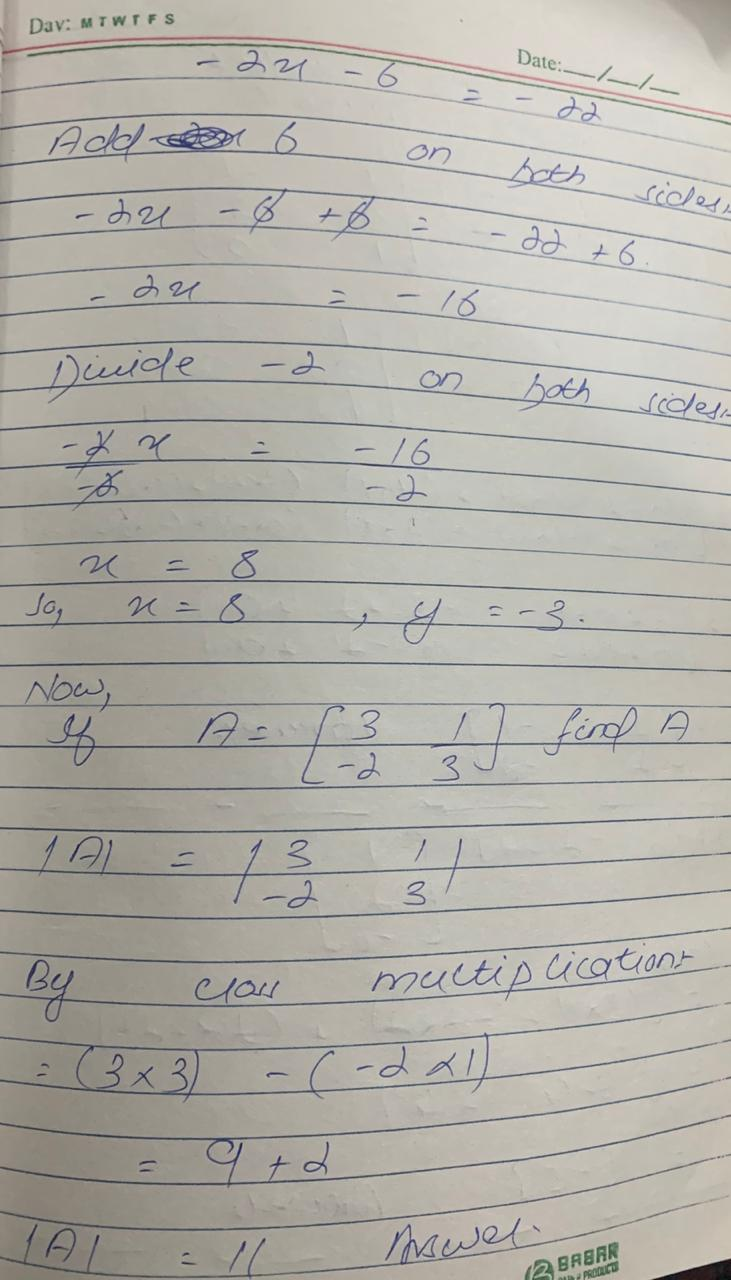 Day: M T W T F S
Date:__/__/__
-2x - 6 = -22
Add 6 on both sides:-
-2x - 6 + 6 = -22 + 6.
-2x = -16
Divide -2 on both sides:-
-2 x = -16
-2 -2
x = 8
So, x = 8 , y = -3.
Now,
If A = [ 3 1 ] find A
-2 3
|A| = | 3 1 |
-2 3
By cross multiplication:-
= (3×3) - (-2×1)
= 9 + 2
|A| = 11 Answer.
BABAR
PRODUCTS